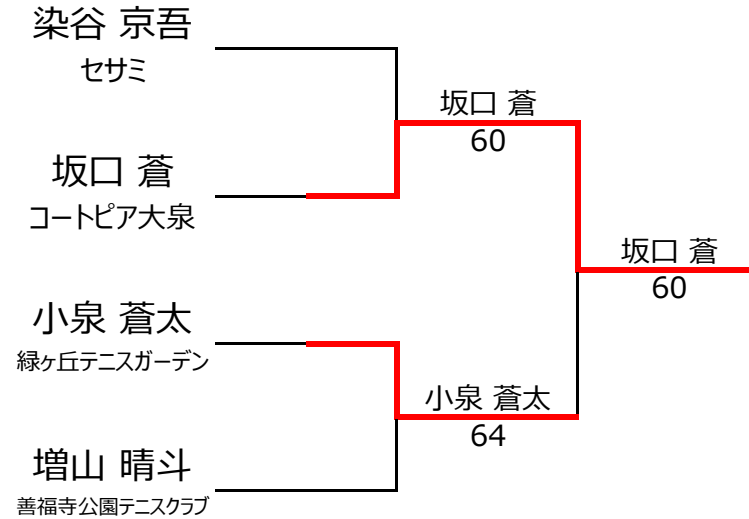 染谷 京吾
セサミ
坂口 蒼
コートピア大泉
小泉 蒼太
緑ヶ丘テニスガーデン
増山 晴斗
善福寺公園テニスクラブ
坂口 蒼
60
小泉 蒼太
64
坂口 蒼
60